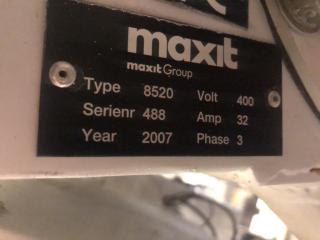 maxit
maxit Group
Type 8520 Volt 400
Serienr 488 Amp 32
Year 2007 Phase 3